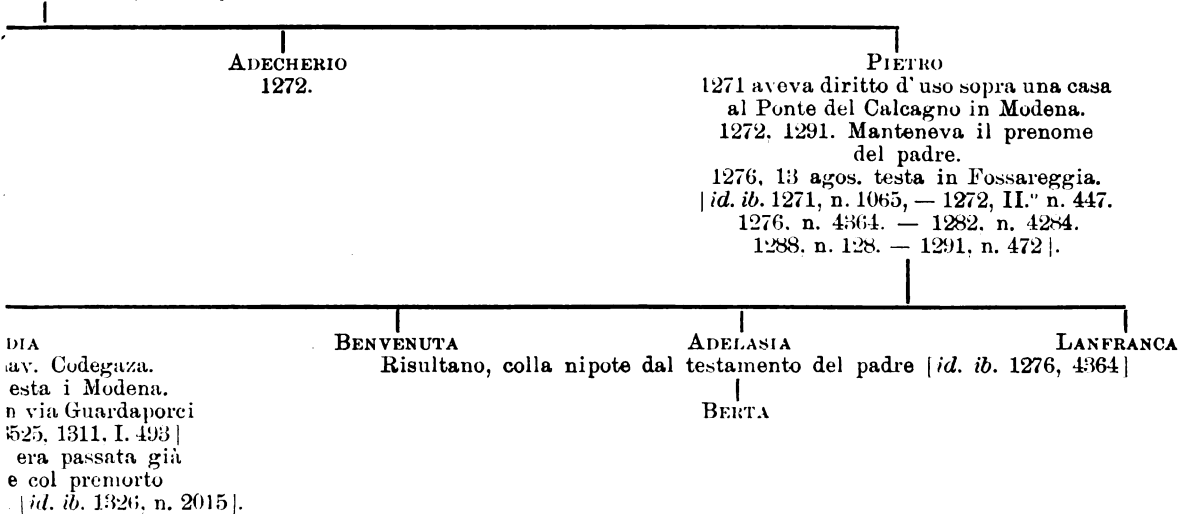 ADECHERIO
1272.
PIETRO
1271 aveva diritto d' uso sopra una casa
al Ponte del Calcagno in Modena.
1272. 1291. Manteneva il prenome
del padre.
1276, 13 agos. testa in Fossareggia.
[id. ib. 1271, n. 1065, — 1272, II.° n. 447.
1276. n. 4364. — 1282. n. 4284.
1288. n. 128. — 1291, n. 472].
DIA
av. Codegaza.
esta i Modena.
n via Guardaporci
525, 1311, I. 493]
era passata già
e col premorto
[id. ib. 1326, n. 2015].
BENVENUTA ADELASIA LANFRANCA
Risultano, colla nipote dal testamento del padre [id. ib. 1276, 4364]
BERTA